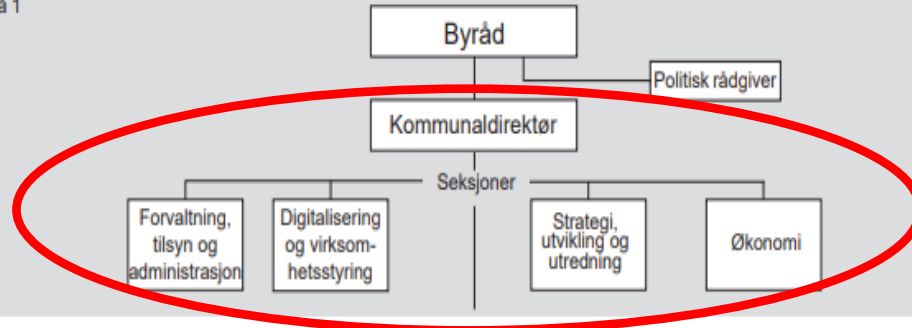 å 1
Byråd
Politisk rådgiver
Kommunaldirektør
Seksjoner
Forvaltning,
tilsyn og
administrasjon
Digitalisering
og virksom-
hetsstyring
Strategi,
utvikling og
utredning
Økonomi